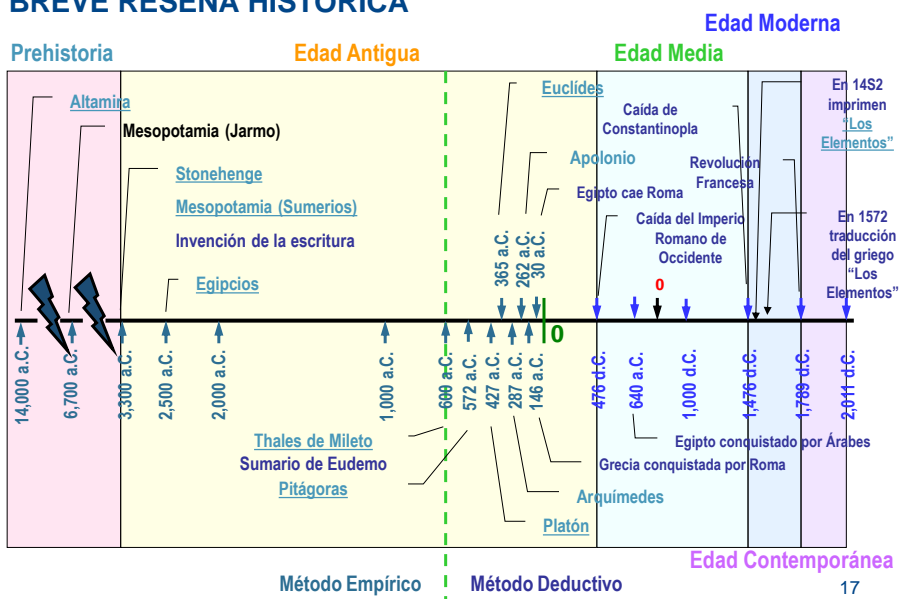 BREVE RESEÑA HISTÓRICA
Edad Moderna
Prehistoria
Edad Antigua
Edad Media
Altamira
Mesopotamia (Jarmo)
Stonehenge
Mesopotamia (Sumerios)
Invención de la escritura
Egipcios
Euclídes
Apolonio
Egipto cae Roma
Caída de
Constantinopla
Revolución
Francesa
Caída del Imperio
Romano de
Occidente
En 14S2
imprimen
"Los
Elementos"
En 1572
traducción
del griego
"Los
Elementos"
365 a.C.
262 a.C.
30 a.C.
0
0
14,000 a.C.
6,700 a.C.
3,300 a.C.
2,500 a.C.
2,000 a.C.
1,000 a.C.
600 a.C.
572 a.C.
427 a.C.
287 a.C.
146 a.C.
476 d.C.
640 a.C.
1,000 d.C.
1,476 d.C.
1,789 d.C.
2,011 d.C.
Thales de Mileto
Sumario de Eudemo
Pitágoras
Egipto conquistado por Árabes
Grecia conquistada por Roma
Arquímedes
Platón
Edad Contemporánea
Método Empírico
Método Deductivo
17